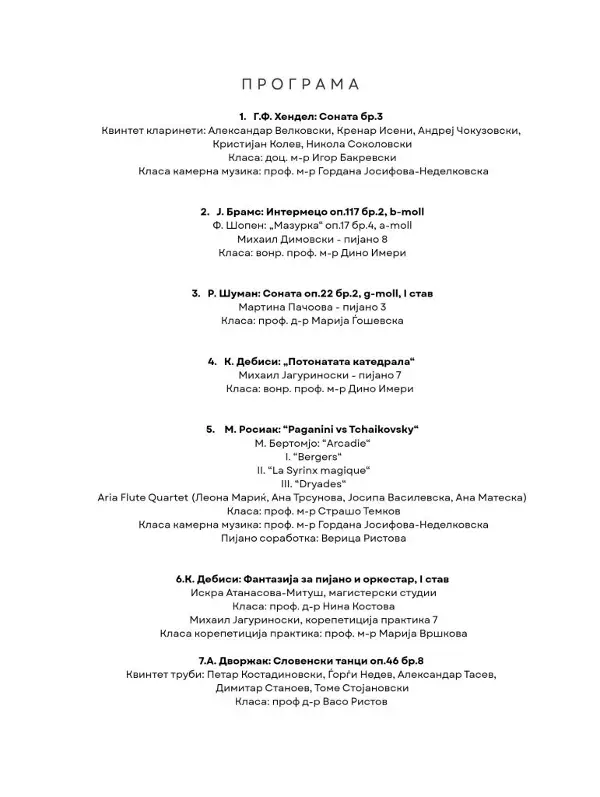 ПРОГРАМА
1. Г.Ф. Хендел: Соната бр.3
Квинтет кларинети: Александар Велковски, Кренар Исени, Андреј Чокузовски,
Кристијан Колев, Никола Соколовски
Класа: доц. м-р Игор Бакревски
Класа камерна музика: проф. м-р Гордана Јосифова-Неделковска
2. Ј. Брамс: Интермецо оп.117 бр.2, b-moll
Ф. Шопен: „Мазурка“ оп.17 бр.4, a-moll
Михаил Димовски - пијано 8
Класа: вонр. проф. м-р Дино Имери
3. Р. Шуман: Соната оп.22 бр.2, g-moll, I став
Мартина Пачоова - пијано 3
Класа: проф. д-р Марија Ѓошевска
4. К. Дебиси: „Потонатата катедрала“
Михаил Јагуриноски - пијано 7
Класа: вонр. проф. м-р Дино Имери
5. М. Росиак: “Paganini vs Tchaikovsky“
М. Бертомјо: “Arcadie“
I. “Bergers“
II. “La Syrinx magique“
III. “Dryades“
Aria Flute Quartet (Леона Мариќ, Ана Трсунова, Јосипа Василевска, Ана Матеска)
Класа: проф. м-р Страшо Темков
Класа камерна музика: проф. м-р Гордана Јосифова-Неделковска
Пијано соработка: Верица Ристова
6.К. Дебиси: Фантазија за пијано и оркестар, I став
Искра Атанасова-Митуш, магистерски студии
Класа: проф. д-р Нина Костова
Михаил Јагуриноски, корепетиција практика 7
Класа корепетиција практика: проф. м-р Марија Вршкова
7.А. Дворжак: Словенски танци оп.46 бр.8
Квинтет труби: Петар Костадиновски, Ѓорѓи Недев, Александар Тасев,
Димитар Станоев, Томе Стојановски
Класа: проф д-р Васо Ристов